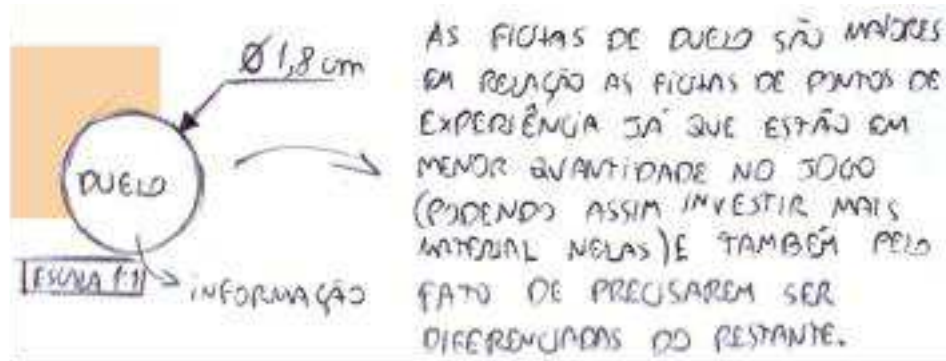 Ø 1,8 cm
DUELO
ESCALA 1:1
INFORMAÇÃO
AS FICHAS DE DUELO SÃO MAIORES
EM RELAÇÃO AS FICHAS DE PONTOS DE
EXPERIÊNCIA JÁ QUE ESTÃO EM
MENOR QUANTIDADE NO JOGO
(PODENDO ASSIM INVESTIR MAIS
MATERIAL NELAS) E TAMBÉM PELO
FATO DE PRECISAREM SER
DIFERENCIADAS DO RESTANTE.